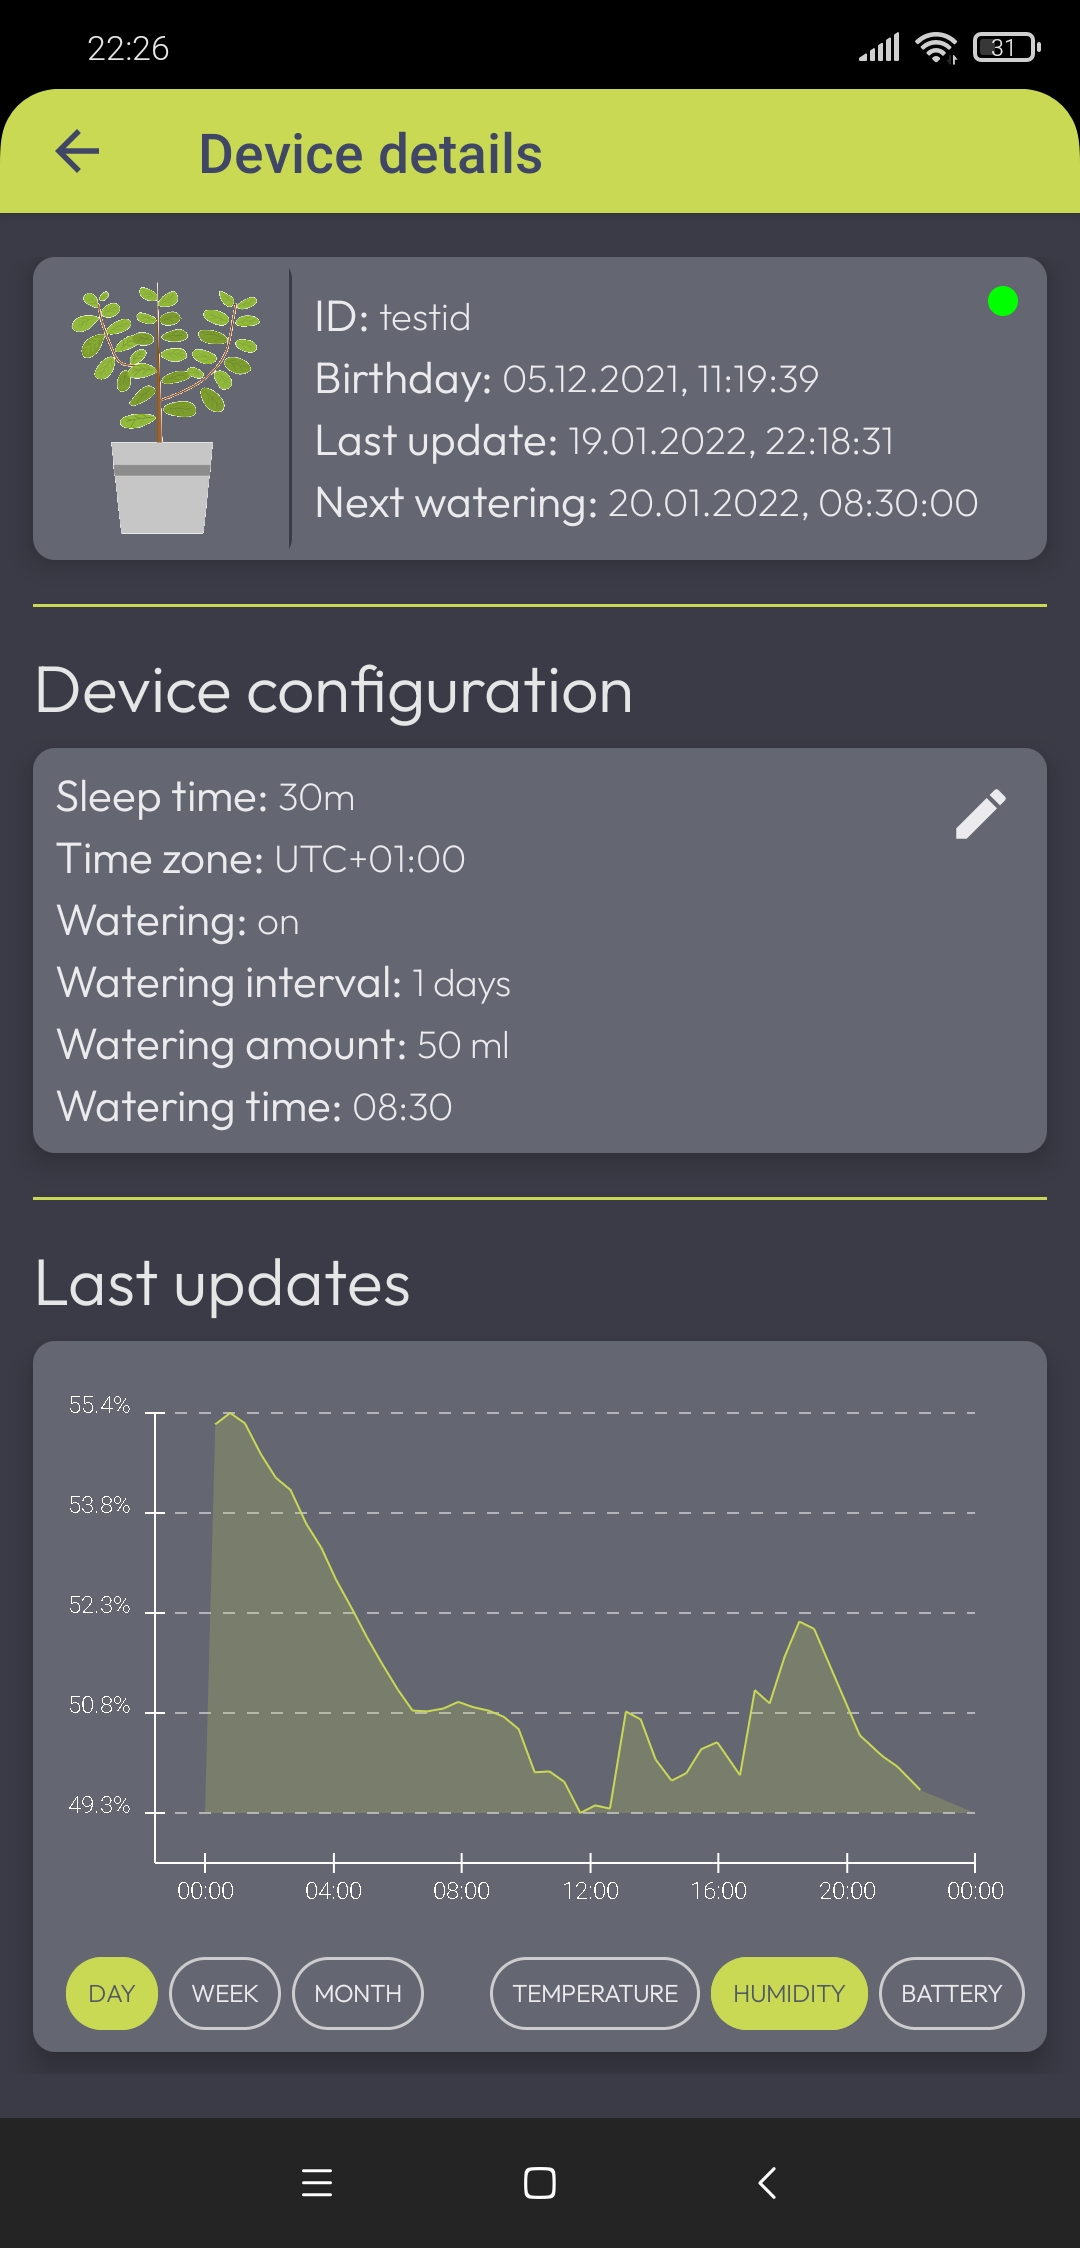 22:26
31
Device details
ID: testid
Birthday: 05.12.2021, 11:19:39
Last update: 19.01.2022, 22:18:31
Next watering: 20.01.2022, 08:30:00
Device configuration
Sleep time: 30m
Time zone: UTC+01:00
Watering: on
Watering interval: 1 days
Watering amount: 50 ml
Watering time: 08:30
Last updates
55.4%
53.8%
52.3%
50.8%
49.3%
00:00 04:00 08:00 12:00 16:00 20:00 00:00
DAY WEEK MONTH TEMPERATURE HUMIDITY BATTERY